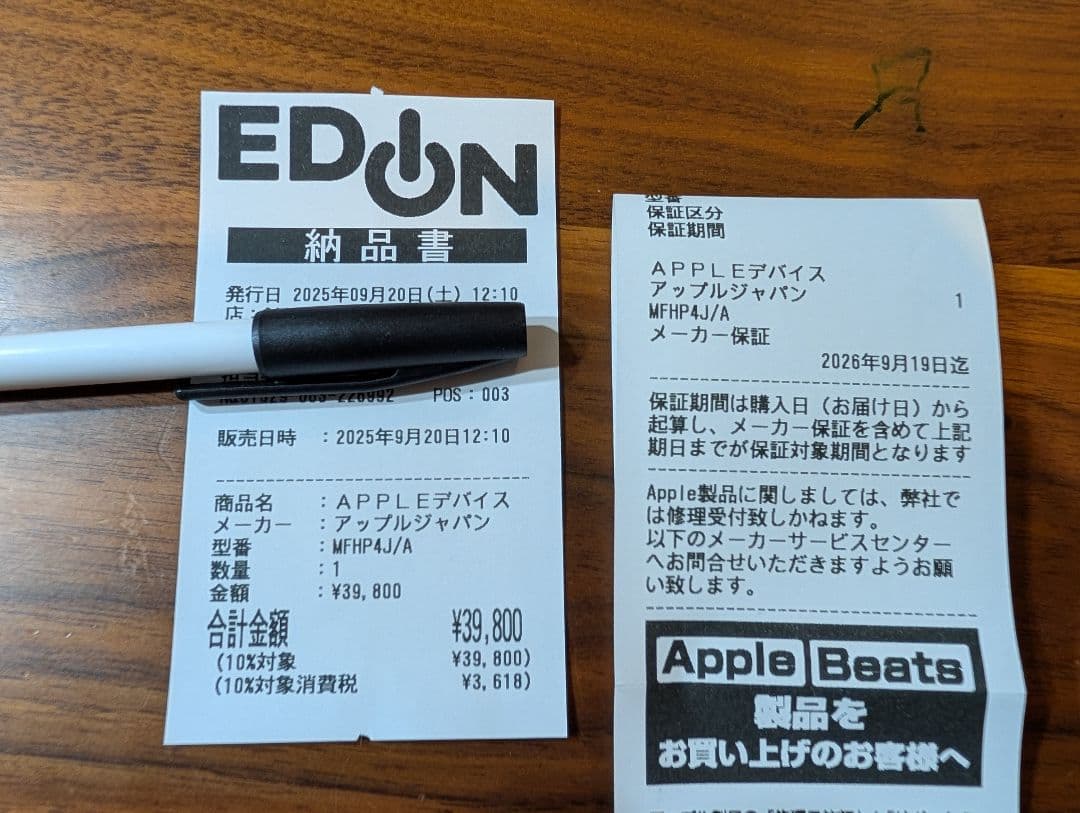 EDION
納品書
発行日 2025年09月20日(土) 12:10
店:
POS:003
販売日時 :2025年9月20日12:10
商品名 :APPLEデバイス
メーカー :アップルジャパン
型番 :MFHP4J/A
数量 :1
金額 :¥39,800
合計金額 ¥39,800
(10%対象 ¥39,800)
(10%対象消費税 ¥3,618)
型番
保証区分
保証期間
APPLEデバイス
アップルジャパン 1
MFHP4J/A
メーカー保証
2026年9月19日迄
保証期間は購入日(お届け日)から
起算し、メーカー保証を含めて上記
期日までが保証対象期間となります
Apple製品に関しましては、弊社で
は修理受付致しかねます。
以下のメーカーサービスセンター
へお問合せいただきますようお願
い致します。
Apple Beats
製品を
お買い上げのお客様へ